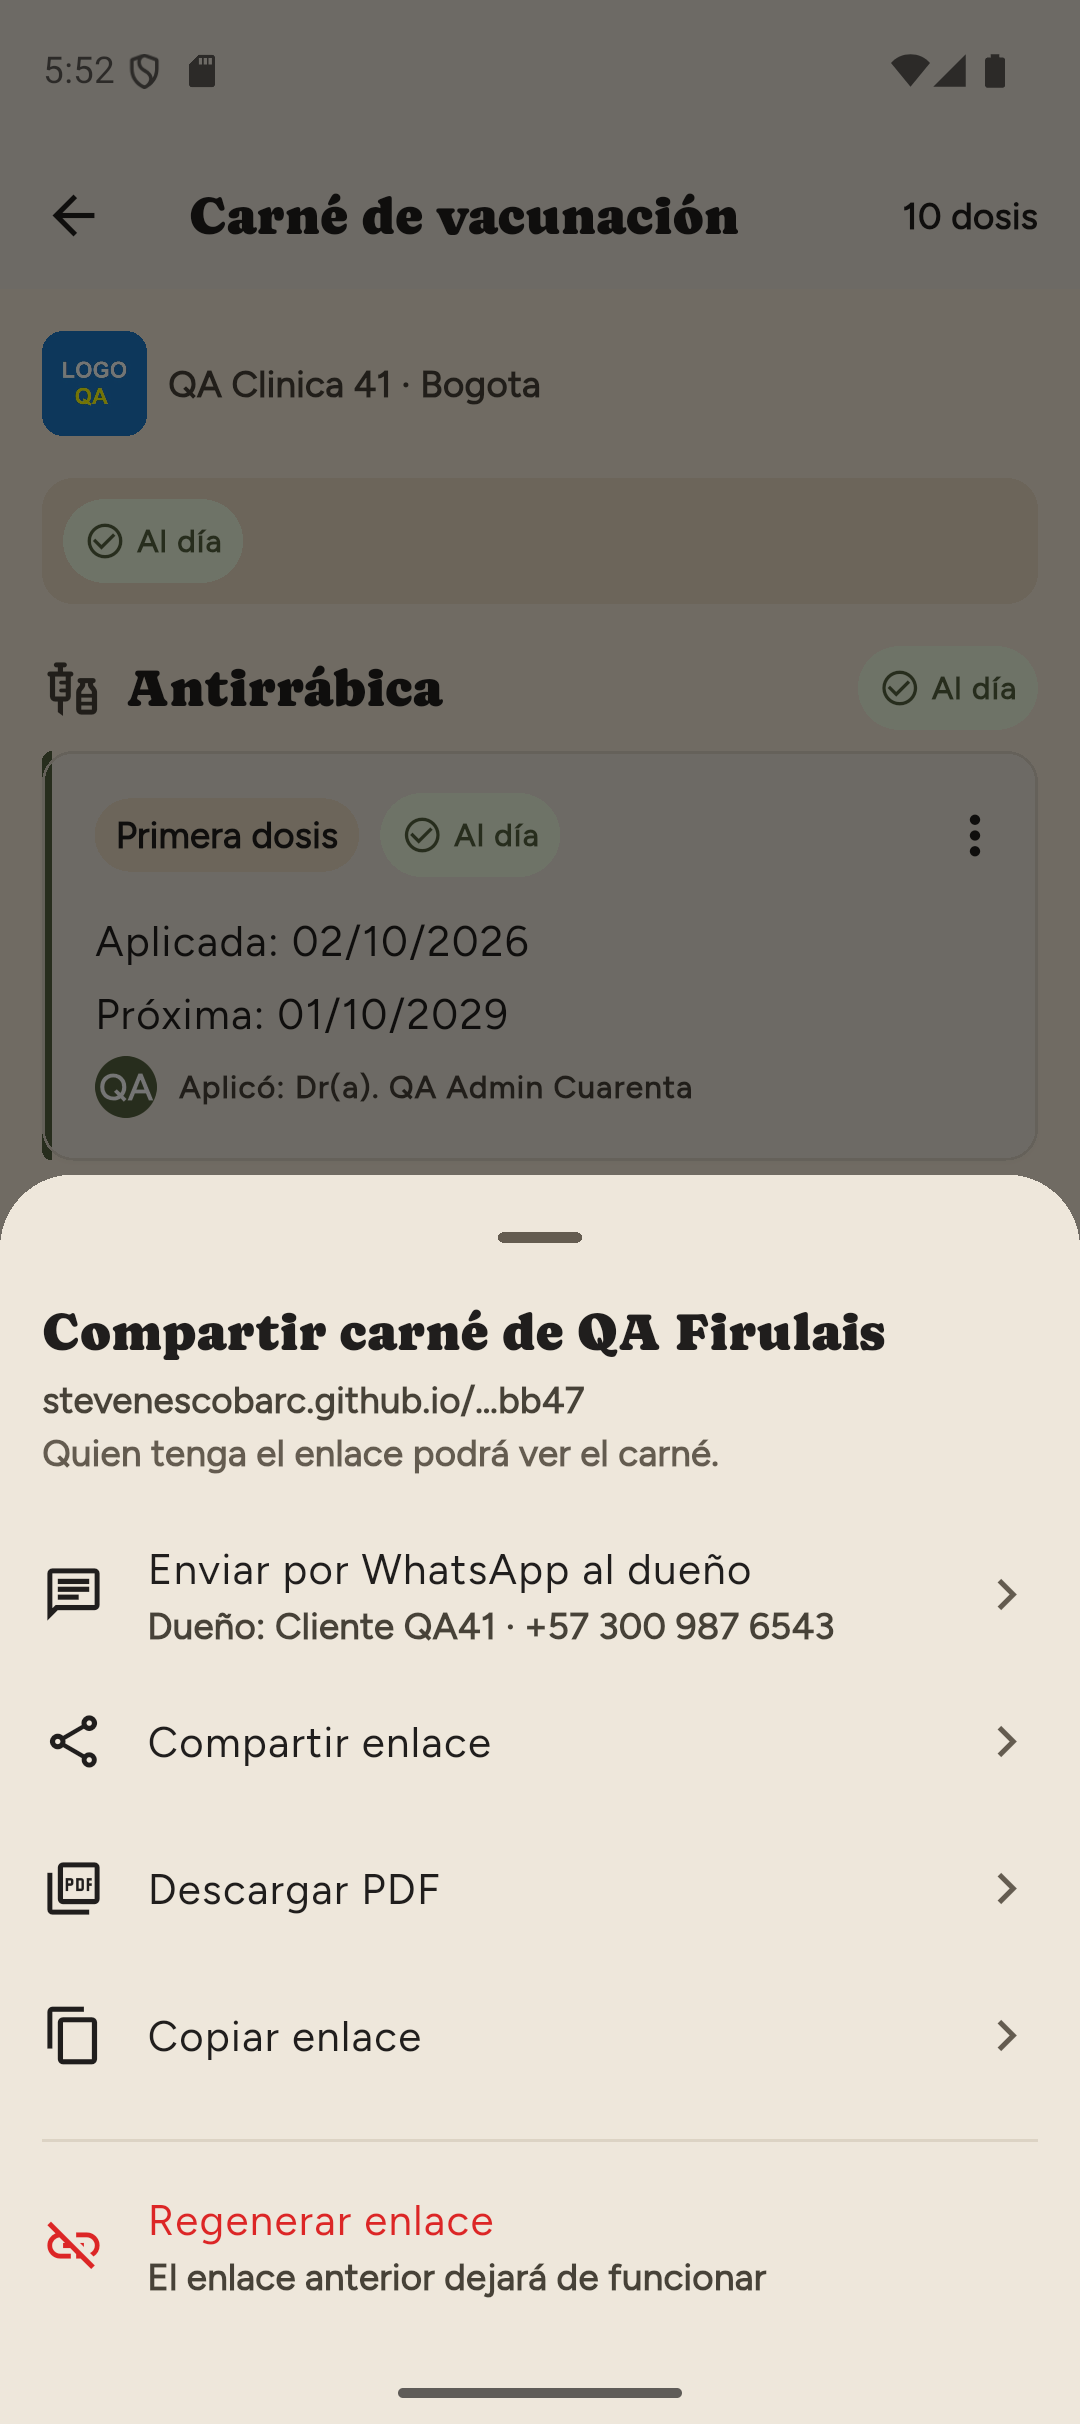 5:52
Carné de vacunación
10 dosis
LOGO
QA
QA Clinica 41 · Bogota
Al día
Antirrábica
Al día
Primera dosis
Al día
Aplicada: 02/10/2026
Próxima: 01/10/2029
QA
Aplicó: Dr(a). QA Admin Cuarenta
Compartir carné de QA Firulais
stevenescobarc.github.io/...bb47
Quien tenga el enlace podrá ver el carné.
Enviar por WhatsApp al dueño
Dueño: Cliente QA41 · +57 300 987 6543
Compartir enlace
PDF
Descargar PDF
Copiar enlace
Regenerar enlace
El enlace anterior dejará de funcionar